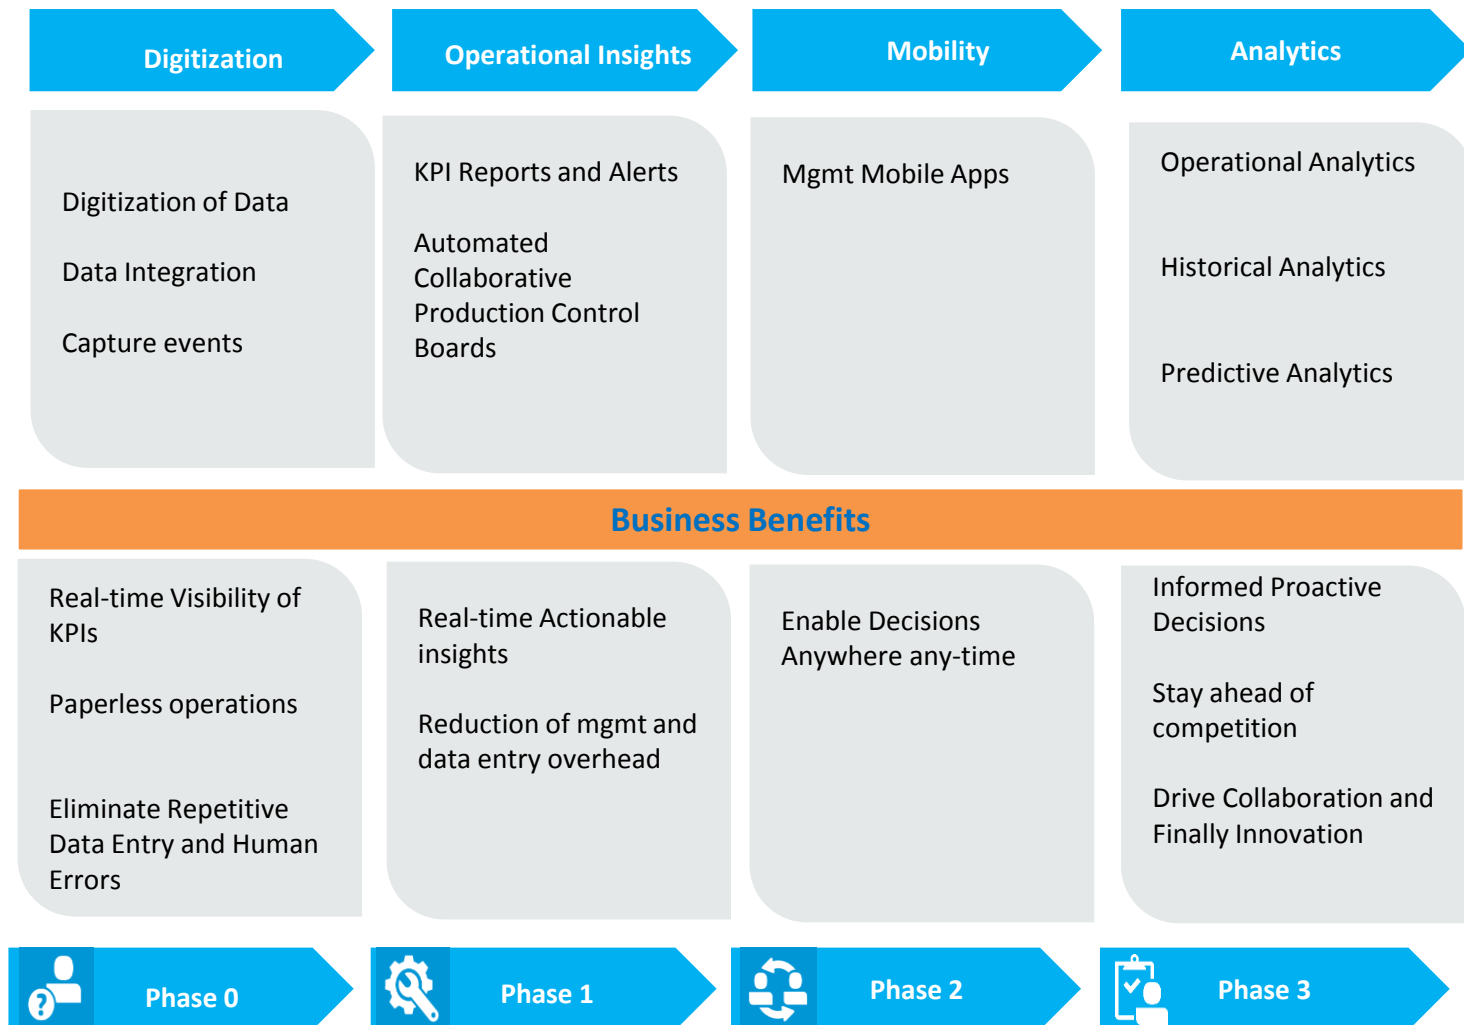 Digitization
Operational Insights
Mobility
Analytics
Digitization of Data
Data Integration
Capture events
KPI Reports and Alerts
Automated
Collaborative
Production Control
Boards
Mgmt Mobile Apps
Operational Analytics
Historical Analytics
Predictive Analytics
Business Benefits
Real-time Visibility of
KPIs
Paperless operations
Eliminate Repetitive
Data Entry and Human
Errors
Real-time Actionable
insights
Reduction of mgmt and
data entry overhead
Enable Decisions
Anywhere any-time
Informed Proactive
Decisions
Stay ahead of
competition
Drive Collaboration and
Finally Innovation
?
Phase 0
Phase 1
Phase 2
Phase 3